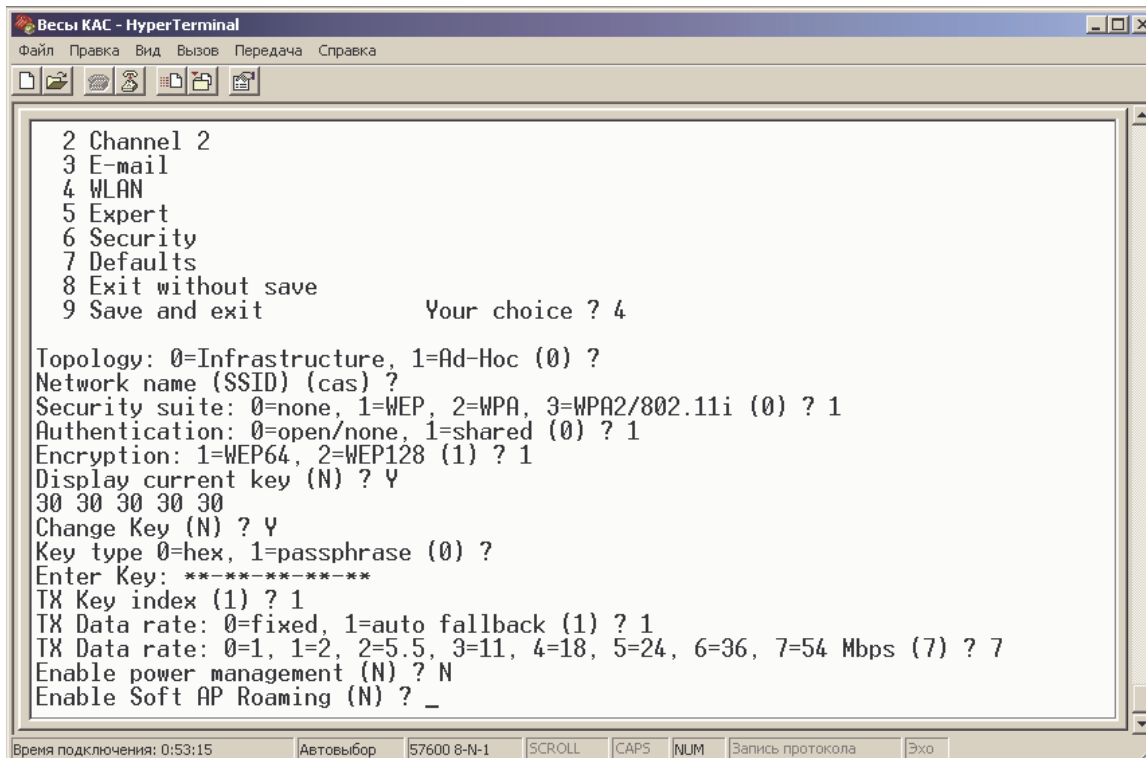 Весы КАС - HyperTerminal
Файл Правка Вид Вызов Передача Справка
2 Channel 2
3 E-mail
4 WLAN
5 Expert
6 Security
7 Defaults
8 Exit without save
9 Save and exit Your choice ? 4
Topology: 0=Infrastructure, 1=Ad-Hoc (0) ?
Network name (SSID) (cas) ?
Security suite: 0=none, 1=WEP, 2=WPA, 3=WPA2/802.11i (0) ? 1
Authentication: 0=open/none, 1=shared (0) ? 1
Encryption: 1=WEP64, 2=WEP128 (1) ? 1
Display current key (N) ? Y
30 30 30 30 30
Change Key (N) ? Y
Key type 0=hex, 1=passphrase (0) ?
Enter Key: **-**-**-**-**
TX Key index (1) ? 1
TX Data rate: 0=fixed, 1=auto fallback (1) ? 1
TX Data rate: 0=1, 1=2, 2=5.5, 3=11, 4=18, 5=24, 6=36, 7=54 Mbps (7) ? 7
Enable power management (N) ? N
Enable Soft AP Roaming (N) ? _
Время подключения: 0:53:15 Автовыбор 57600 8-N-1 SCROLL CAPS NUM Запись протокола Эхо